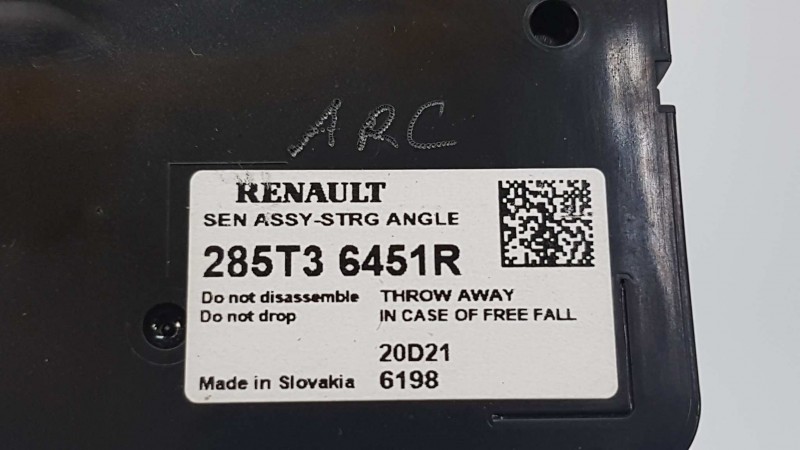 ARC
RENAULT
SEN ASSY-STRG ANGLE
285T3 6451R
Do not disassemble THROW AWAY
Do not drop IN CASE OF FREE FALL
20D21
Made in Slovakia 6198